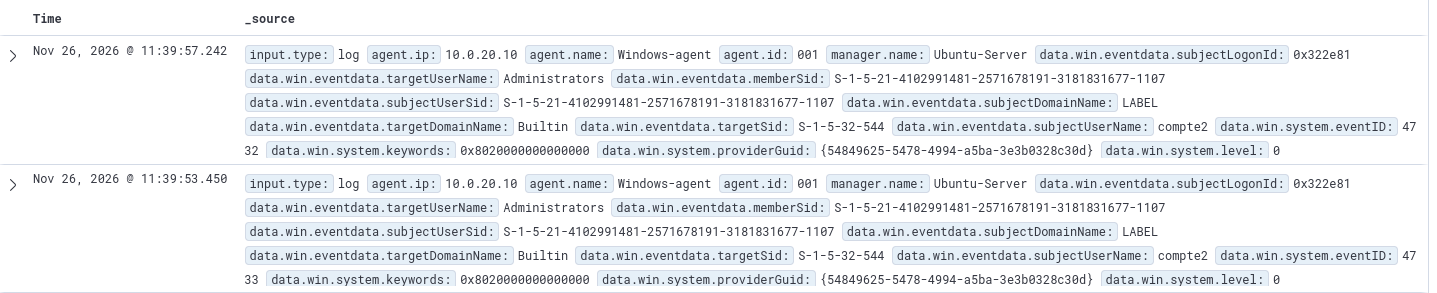 Time _source
Nov 26, 2026 @ 11:39:57.242 input.type: log agent.ip: 10.0.20.10 agent.name: Windows-agent agent.id: 001 manager.name: Ubuntu-Server data.win.eventdata.subjectLogonId: 0x322e81
data.win.eventdata.targetUserName: Administrators data.win.eventdata.memberSid: S-1-5-21-4102991481-2571678191-3181831677-1107
data.win.eventdata.subjectUserSid: S-1-5-21-4102991481-2571678191-3181831677-1107 data.win.eventdata.subjectDomainName: LABEL
data.win.eventdata.targetDomainName: Builtin data.win.eventdata.targetSid: S-1-5-32-544 data.win.eventdata.subjectUserName: compte2 data.win.system.eventID: 47
32 data.win.system.keywords: 0x8020000000000000 data.win.system.providerGuid: {54849625-5478-4994-a5ba-3e3b0328c30d} data.win.system.level: 0
Nov 26, 2026 @ 11:39:53.450 input.type: log agent.ip: 10.0.20.10 agent.name: Windows-agent agent.id: 001 manager.name: Ubuntu-Server data.win.eventdata.subjectLogonId: 0x322e81
data.win.eventdata.targetUserName: Administrators data.win.eventdata.memberSid: S-1-5-21-4102991481-2571678191-3181831677-1107
data.win.eventdata.subjectUserSid: S-1-5-21-4102991481-2571678191-3181831677-1107 data.win.eventdata.subjectDomainName: LABEL
data.win.eventdata.targetDomainName: Builtin data.win.eventdata.targetSid: S-1-5-32-544 data.win.eventdata.subjectUserName: compte2 data.win.system.eventID: 47
33 data.win.system.keywords: 0x8020000000000000 data.win.system.providerGuid: {54849625-5478-4994-a5ba-3e3b0328c30d} data.win.system.level: 0